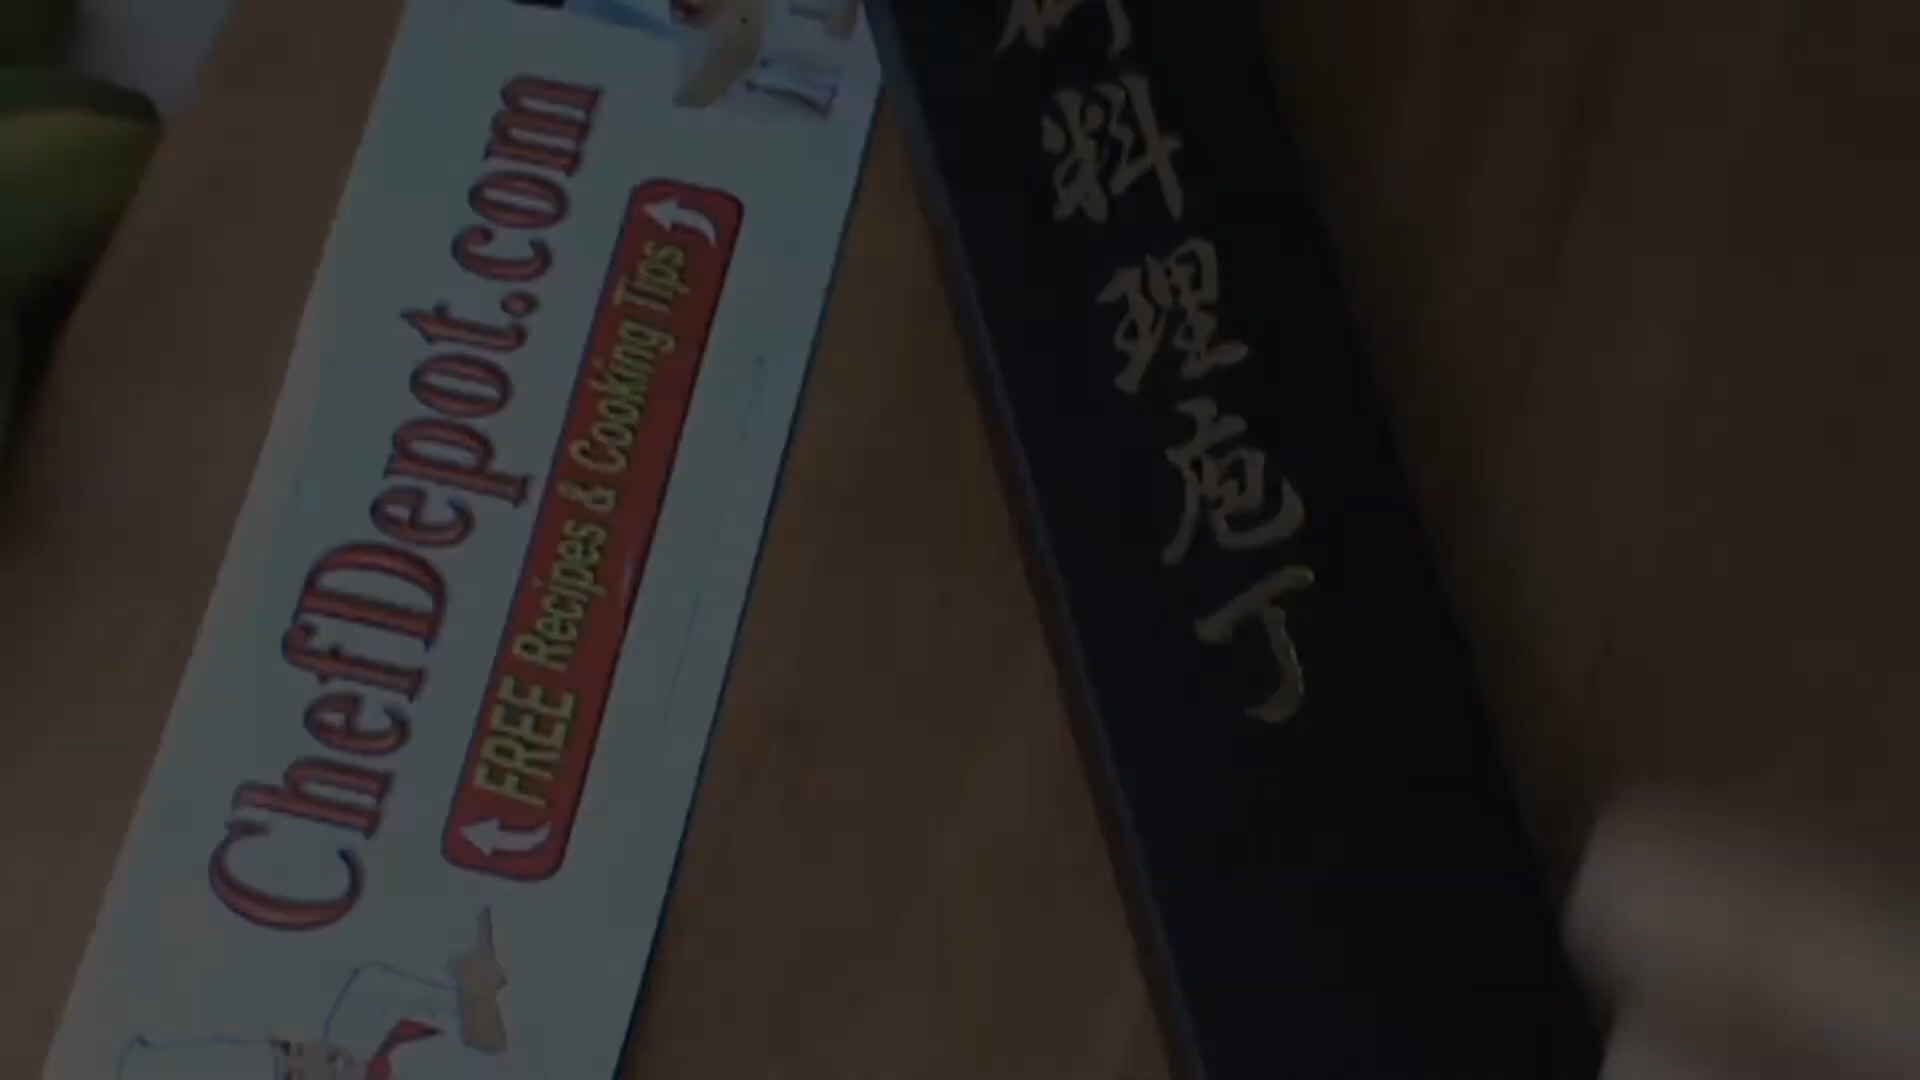 ChefDepot.com
FREE Recipes & Cooking Tips
料理庖丁